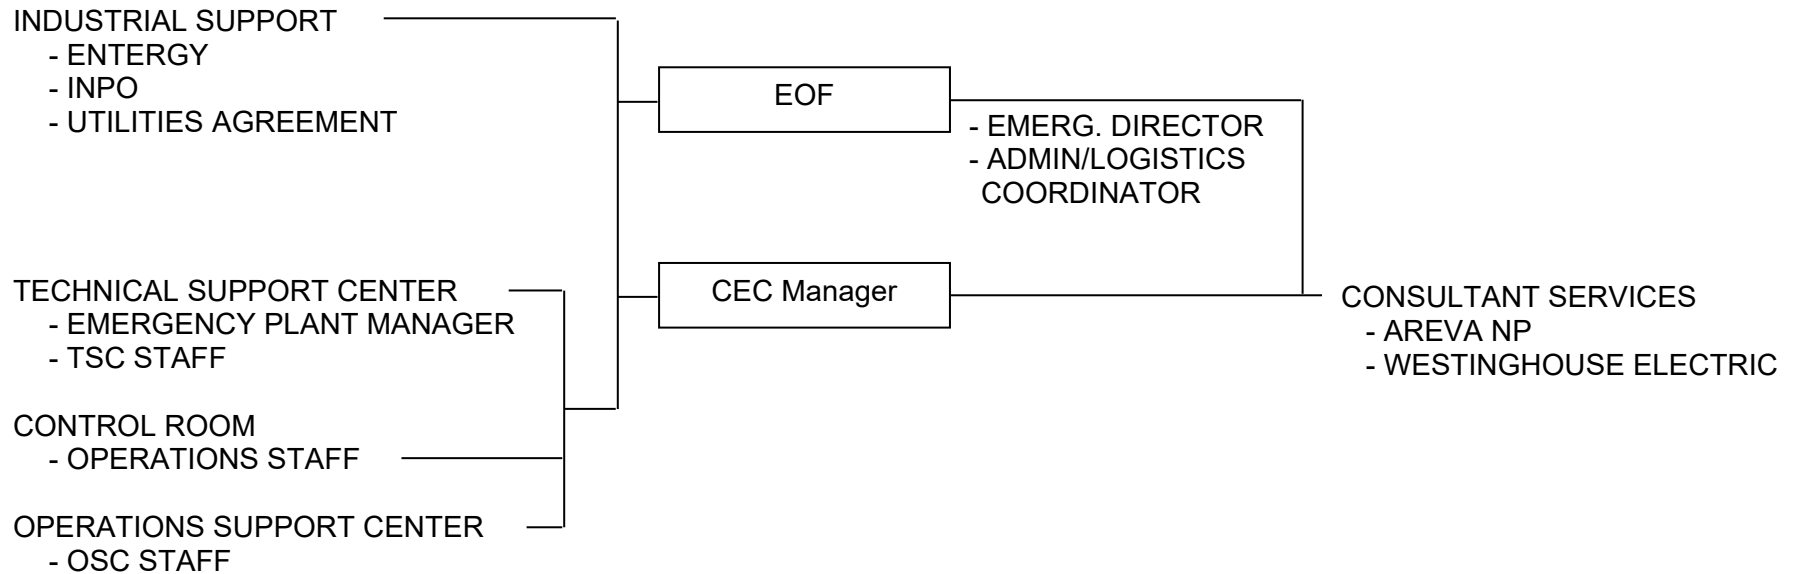 INDUSTRIAL SUPPORT
- ENTERGY
- INPO
- UTILITIES AGREEMENT
EOF
- EMERG. DIRECTOR
- ADMIN/LOGISTICS
COORDINATOR
TECHNICAL SUPPORT CENTER
- EMERGENCY PLANT MANAGER
- TSC STAFF
CEC Manager
CONSULTANT SERVICES
- AREVA NP
- WESTINGHOUSE ELECTRIC
CONTROL ROOM
- OPERATIONS STAFF
OPERATIONS SUPPORT CENTER
- OSC STAFF